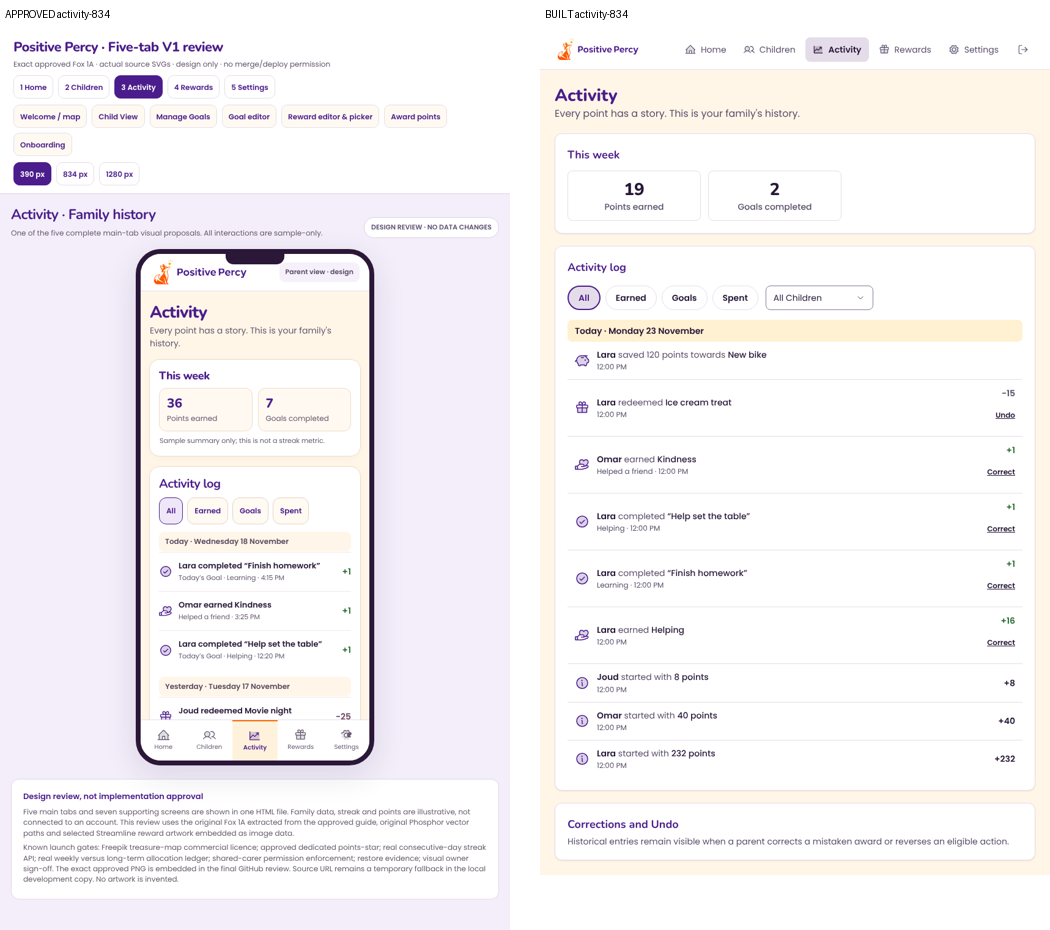 APPROVED activity-834
Positive Percy · Five-tab V1 review
Exact approved Fox 1A · actual source SVGs · design only · no merge/deploy permission
1 Home
2 Children
3 Activity
4 Rewards
5 Settings
Welcome / map
Child View
Manage Goals
Goal editor
Reward editor & picker
Award points
Onboarding
390 px
834 px
1280 px
Activity · Family history
One of the five complete main-tab visual proposals. All interactions are sample-only.
DESIGN REVIEW · NO DATA CHANGES
Positive Percy
Parent view · design
Activity
Every point has a story. This is your family's
history.
This week
36
Points earned
7
Goals completed
Sample summary only; this is not a streak metric.
Activity log
All
Earned
Goals
Spent
Today · Wednesday 18 November
Lara completed “Finish homework”
Today's Goal · Learning · 4:15 PM
+1
Omar earned Kindness
Helped a friend · 3:25 PM
+1
Lara completed “Help set the table”
Today's Goal · Helping · 12:20 PM
+1
Yesterday · Tuesday 17 November
Joud redeemed Movie night
-25
Home
Children
Activity
Rewards
Settings
Design review, not implementation approval
Five main tabs and seven supporting screens are shown in one HTML file. Family data, streak and points are illustrative, not
connected to an account. This review uses the original Fox 1A extracted from the approved guide, original Phosphor vector
paths and selected Streamline reward artwork embedded as image data.
Known launch gates: Freepik treasure-map commercial licence; approved dedicated points-star; real consecutive-day streak
API; real weekly versus long-term allocation ledger; shared-carer permission enforcement; restore evidence; visual owner
sign-off. The exact approved PNG is embedded in the final GitHub review. Source URL remains a temporary fallback in the local
development copy. No artwork is invented.
BUILT activity-834
Positive Percy
Home
Children
Activity
Rewards
Settings
Activity
Every point has a story. This is your family's history.
This week
19
Points earned
2
Goals completed
Activity log
All
Earned
Goals
Spent
All Children
Today · Monday 23 November
Lara saved 120 points towards New bike
12:00 PM
Lara redeemed Ice cream treat
12:00 PM
-15
Undo
Omar earned Kindness
Helped a friend · 12:00 PM
+1
Correct
Lara completed “Help set the table”
Helping · 12:00 PM
+1
Correct
Lara completed “Finish homework”
Learning · 12:00 PM
+1
Correct
Lara earned Helping
12:00 PM
+16
Correct
Joud started with 8 points
12:00 PM
+8
Omar started with 40 points
12:00 PM
+40
Lara started with 232 points
12:00 PM
+232
Corrections and Undo
Historical entries remain visible when a parent corrects a mistaken award or reverses an eligible action.